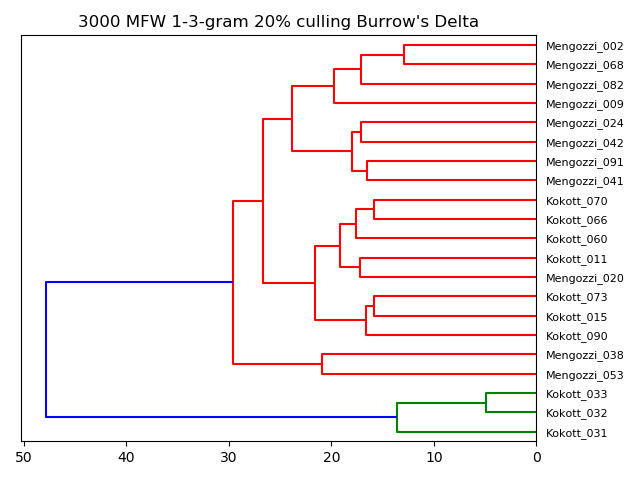 3000 MFW 1-3-gram 20% culling Burrow's Delta
Mengozzi_002
Mengozzi_068
Mengozzi_082
Mengozzi_009
Mengozzi_024
Mengozzi_042
Mengozzi_091
Mengozzi_041
Kokott_070
Kokott_066
Kokott_060
Kokott_011
Mengozzi_020
Kokott_073
Kokott_015
Kokott_090
Mengozzi_038
Mengozzi_053
Kokott_033
Kokott_032
Kokott_031
50 40 30 20 10 0